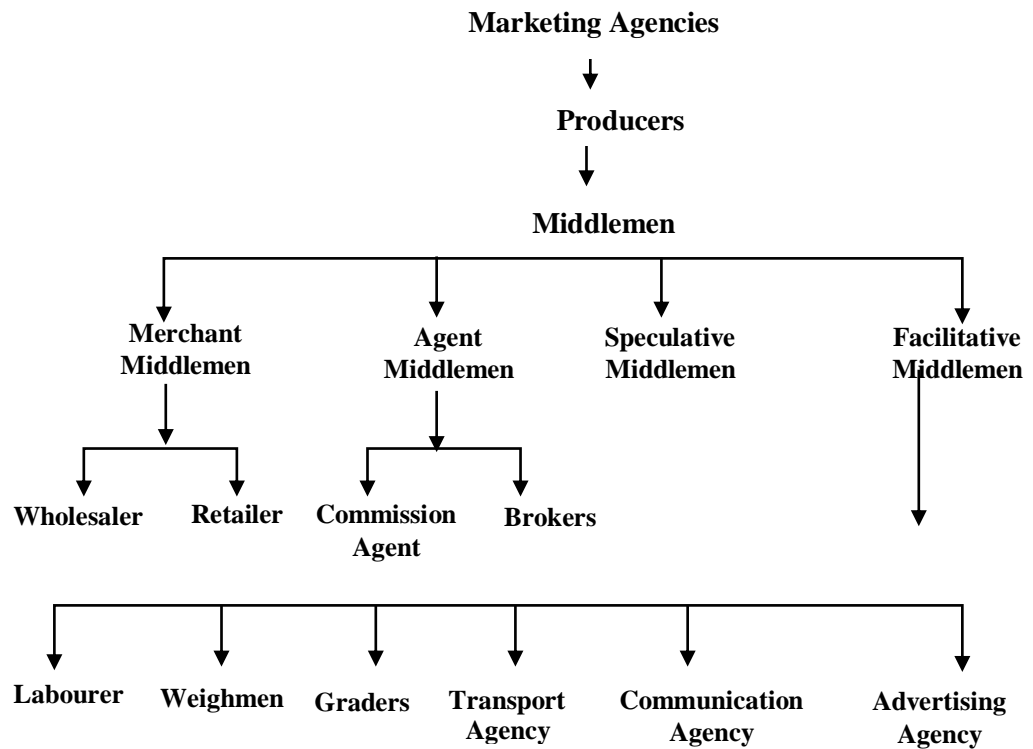 Marketing Agencies
Producers
Middlemen
Merchant
Middlemen
Agent
Middlemen
Speculative
Middlemen
Facilitative
Middlemen
Wholesaler
Retailer
Commission
Agent
Brokers
Labourer
Weighmen
Graders
Transport
Agency
Communication
Agency
Advertising
Agency